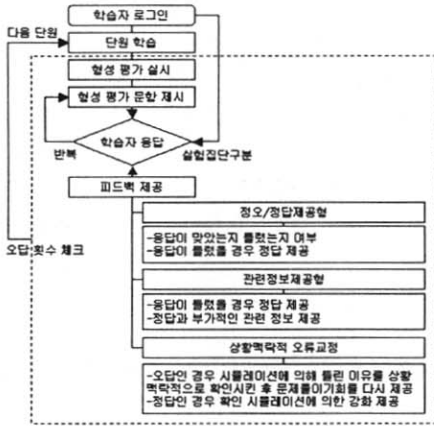 학습자 로그인
다음 단원
단원 학습
형성 평가 실시
형성 평가 문항 제시
학습자 응답
반복
실험집단구분
피드백 제공
정오/정답제공형
-응답이 맞았는지 틀렸는지 여부
-응답이 틀렸을 경우 정답 제공
오답 횟수 체크
관련정보제공형
-응답이 틀렸을 경우 정답 제공
-정답과 부가적인 관련 정보 제공
상황맥락적 오류교정
-오답인 경우 시뮬레이션에 의해 틀린 이유를 상황
맥락적으로 확인시킨 후 문제풀이기회를 다시 제공
-정답인 경우 확인 시뮬레이션에 의한 강화 제공